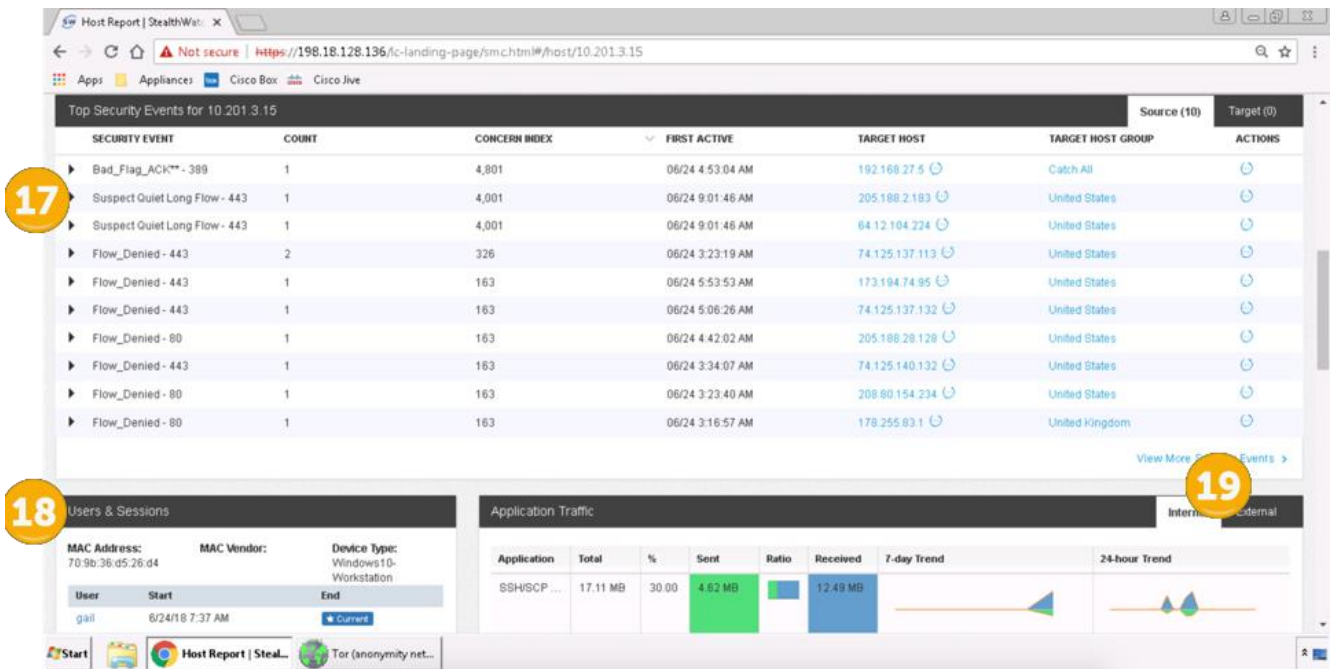 Host Report | StealthWatc
Not secure | https://198.18.128.136/lc-landing-page/smc.html#/host/10.201.3.15
Apps Appliances Cisco Box Cisco Jive
Top Security Events for 10.201.3.15 Source (10) Target (0)
SECURITY EVENT COUNT CONCERN INDEX FIRST ACTIVE TARGET HOST TARGET HOST GROUP ACTIONS
Bad_Flag_ACK** - 389 1 4,801 06/24 4:53:04 AM 192.168.27.5 Catch All
17
Suspect Quiet Long Flow - 443 1 4,001 06/24 9:01:46 AM 205.188.2.183 United States
Suspect Quiet Long Flow - 443 1 4,001 06/24 9:01:46 AM 64.12.104.224 United States
Flow_Denied - 443 2 326 06/24 3:23:19 AM 74.125.137.113 United States
Flow_Denied - 443 1 163 06/24 5:53:53 AM 173.194.74.95 United States
Flow_Denied - 443 1 163 06/24 5:06:26 AM 74.125.137.132 United States
Flow_Denied - 80 1 163 06/24 4:42:02 AM 205.188.28.128 United States
Flow_Denied - 443 1 163 06/24 3:34:07 AM 74.125.140.132 United States
Flow_Denied - 80 1 163 06/24 3:23:40 AM 208.80.154.234 United States
Flow_Denied - 80 1 163 06/24 3:16:57 AM 178.255.83.1 United Kingdom
View More Events
18
19
Users & Sessions
MAC Address: MAC Vendor: Device Type:
70:9b:36:d5:26:d4 Windows10-
Workstation
User Start End
gail 6/24/18 7:37 AM Current
Application Traffic Intern External
Application Total % Sent Ratio Received 7-day Trend 24-hour Trend
SSH/SCP ... 17.11 MB 30.00 4.62 MB 12.49 MB
Start Host Report | Steal... Tor (anonymity net...